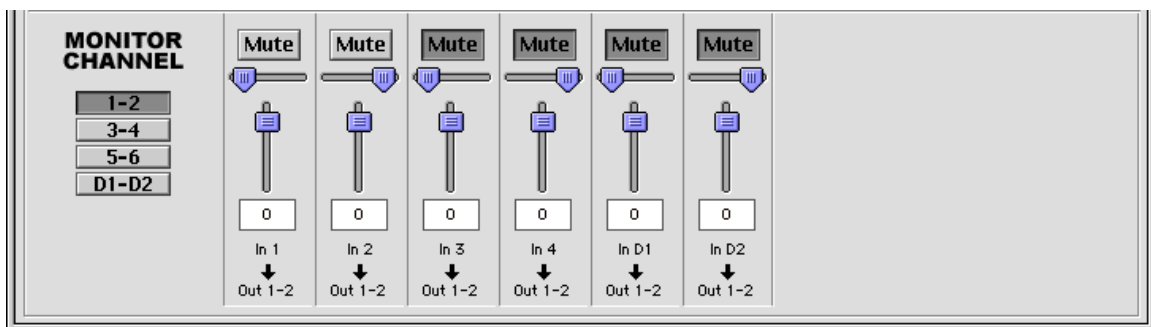 MONITOR
CHANNEL
1-2
3-4
5-6
D1-D2
Mute Mute Mute Mute Mute Mute
0 0 0 0 0 0
In 1 In 2 In 3 In 4 In D1 In D2
Out 1-2 Out 1-2 Out 1-2 Out 1-2 Out 1-2 Out 1-2